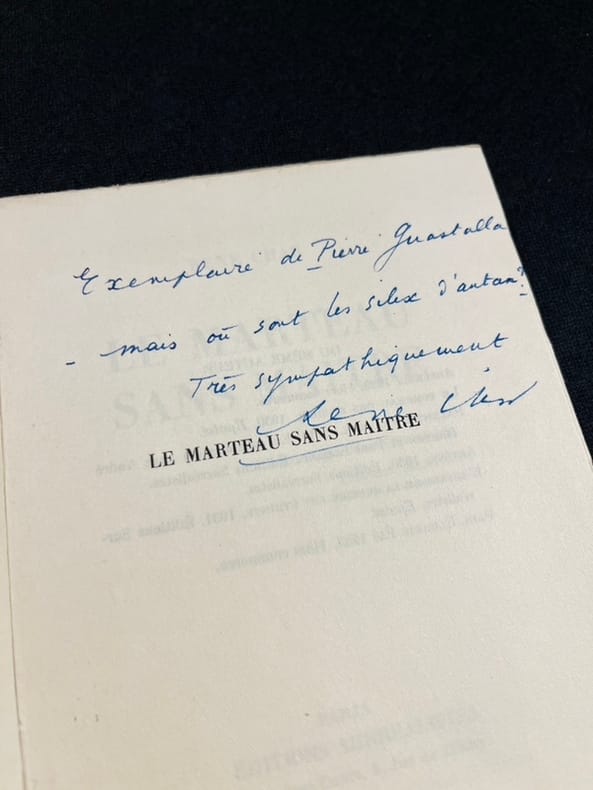 Exemplaire de Pierre Guastalla
- mais où sont les silex d'antan?
Très sympathiquement
René Char
LE MARTEAU SANS MAITRE